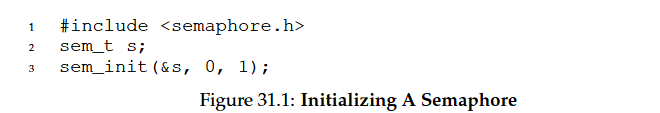 1 #include <semaphore.h>
2 sem_t s;
3 sem_init(&s, 0, 1);
Figure 31.1: Initializing A Semaphore